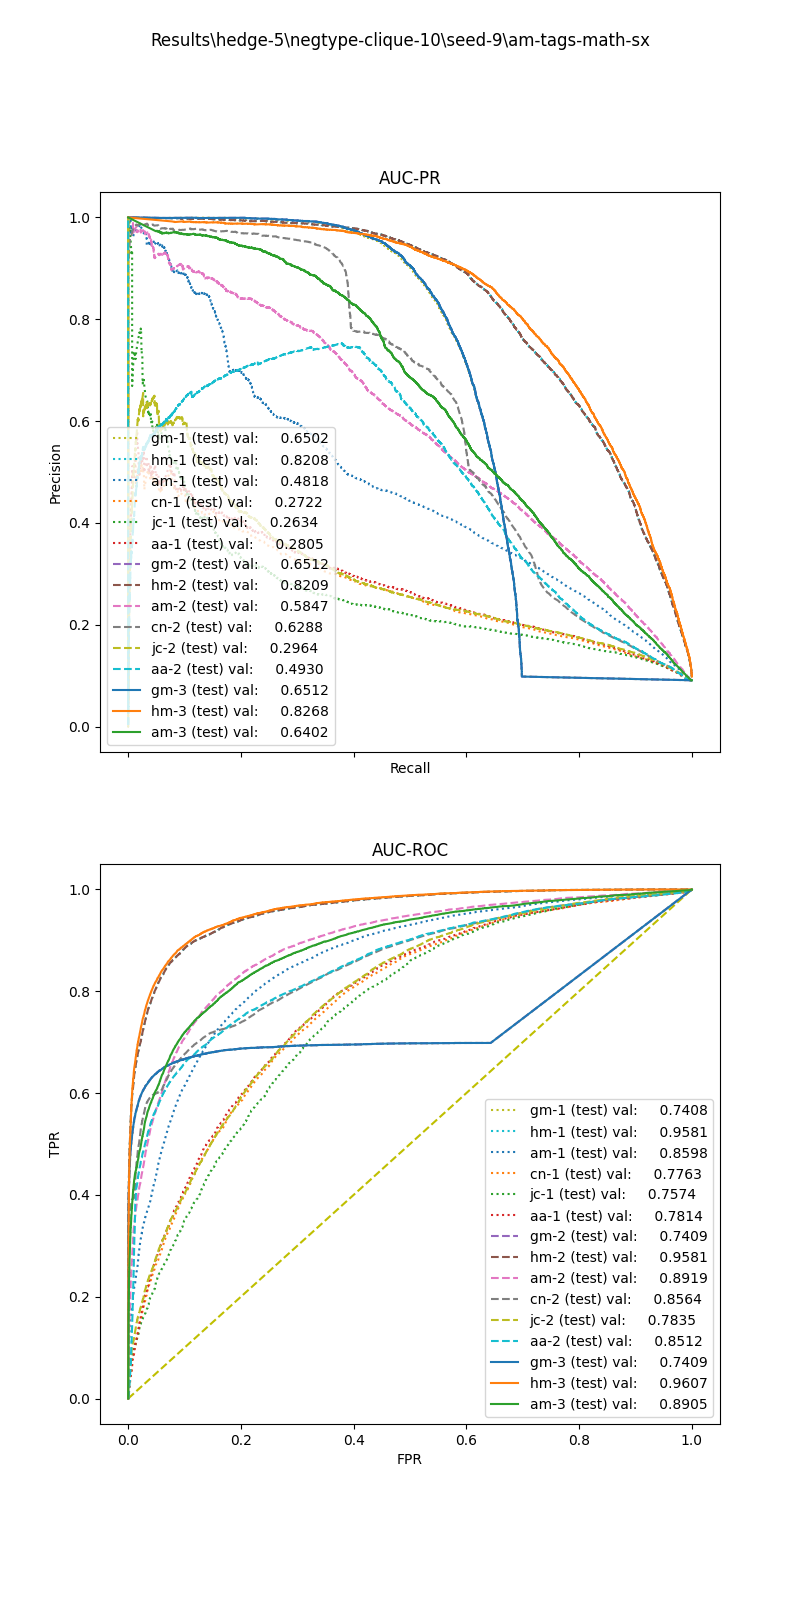 Results\hedge-5\negtype-clique-10\seed-9\am-tags-math-sx
AUC-PR
1.0
0.8
0.6
0.4
0.2
0.0
Precision
gm-1 (test) val: 0.6502
hm-1 (test) val: 0.8208
am-1 (test) val: 0.4818
cn-1 (test) val: 0.2722
jc-1 (test) val: 0.2634
aa-1 (test) val: 0.2805
gm-2 (test) val: 0.6512
hm-2 (test) val: 0.8209
am-2 (test) val: 0.5847
cn-2 (test) val: 0.6288
jc-2 (test) val: 0.2964
aa-2 (test) val: 0.4930
gm-3 (test) val: 0.6512
hm-3 (test) val: 0.8268
am-3 (test) val: 0.6402
Recall
AUC-ROC
1.0
0.8
0.6
0.4
0.2
0.0
TPR
gm-1 (test) val: 0.7408
hm-1 (test) val: 0.9581
am-1 (test) val: 0.8598
cn-1 (test) val: 0.7763
jc-1 (test) val: 0.7574
aa-1 (test) val: 0.7814
gm-2 (test) val: 0.7409
hm-2 (test) val: 0.9581
am-2 (test) val: 0.8919
cn-2 (test) val: 0.8564
jc-2 (test) val: 0.7835
aa-2 (test) val: 0.8512
gm-3 (test) val: 0.7409
hm-3 (test) val: 0.9607
am-3 (test) val: 0.8905
0.0 0.2 0.4 0.6 0.8 1.0
FPR